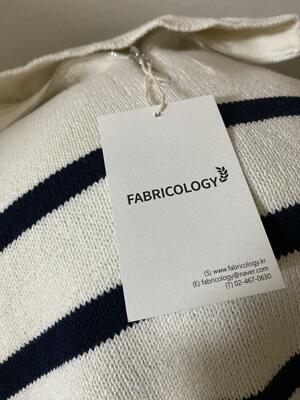 FABRICOLOGY
(S) www.fabricology.kr
(E) fabricology@naver.com
(T) 02-467-0630